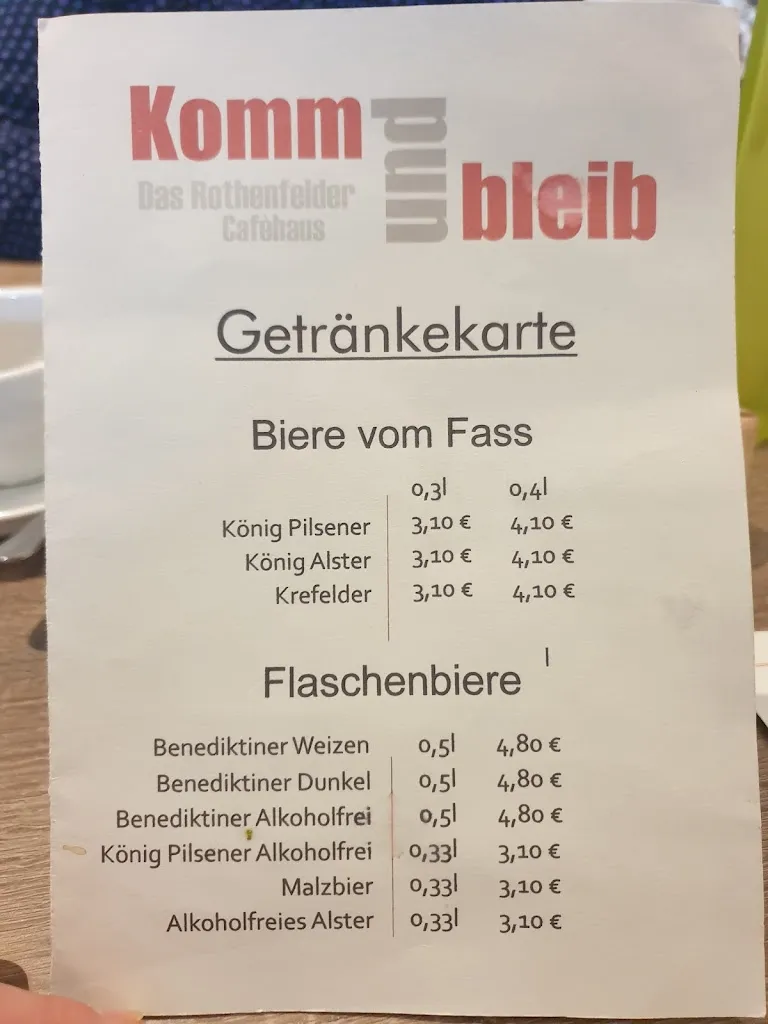 Komm und bleib
Das Rothenfelder
Cafèhaus
Getränkekarte
Biere vom Fass
0,3l 0,4l
König Pilsener 3,10 € 4,10 €
König Alster 3,10 € 4,10 €
Krefelder 3,10 € 4,10 €
Flaschenbiere
Benediktiner Weizen 0,5l 4,80 €
Benediktiner Dunkel 0,5l 4,80 €
Benediktiner Alkoholfrei 0,5l 4,80 €
König Pilsener Alkoholfrei 0,33l 3,10 €
Malzbier 0,33l 3,10 €
Alkoholfreies Alster 0,33l 3,10 €